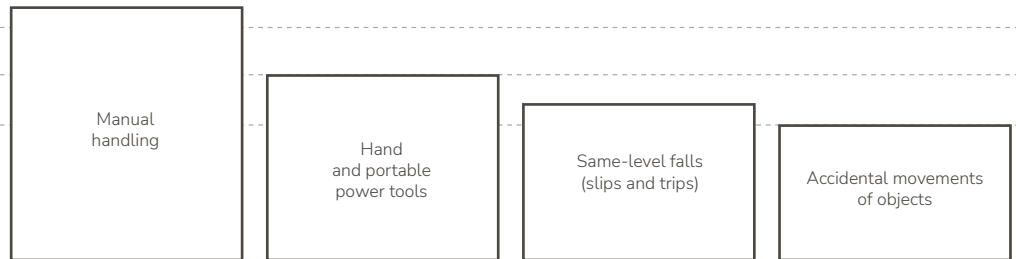 Manual
handling
Hand
and portable
power tools
Same-level falls
(slips and trips)
Accidental movements
of objects